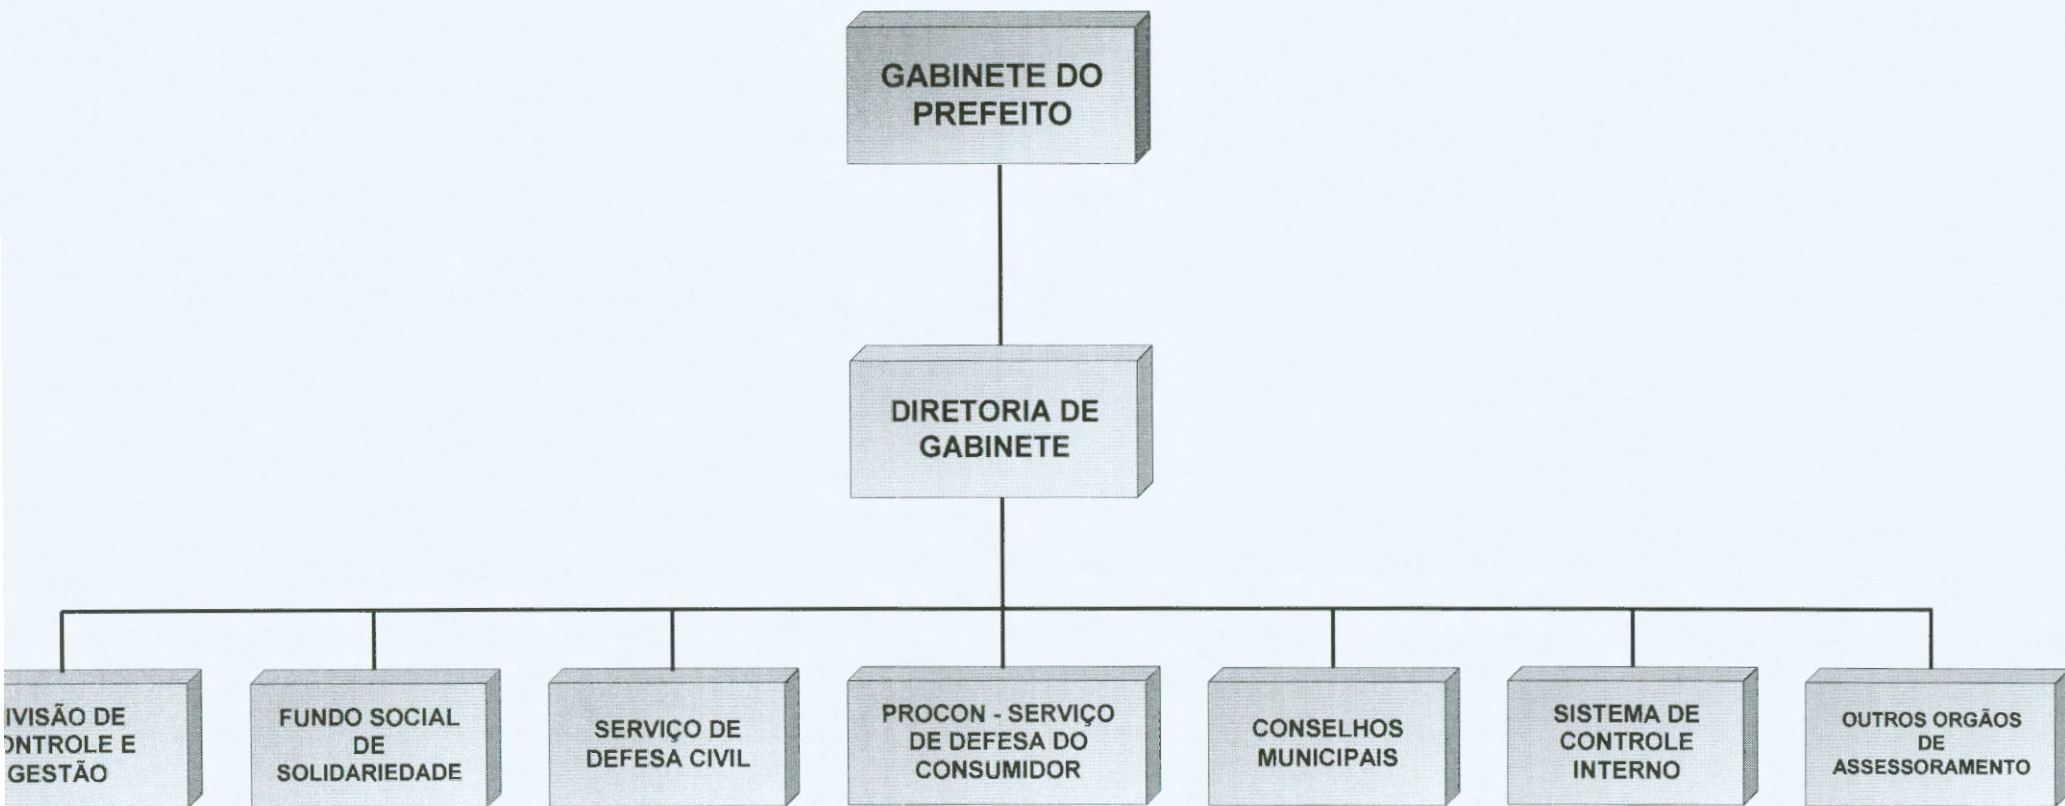 GABINETE DO
PREFEITO
DIRETORIA DE
GABINETE
IVISÃO DE
ONTROLE E
GESTÃO
FUNDO SOCIAL
DE
SOLIDARIEDADE
SERVIÇO DE
DEFESA CIVIL
PROCON - SERVIÇO
DE DEFESA DO
CONSUMIDOR
CONSELHOS
MUNICIPAIS
SISTEMA DE
CONTROLE
INTERNO
OUTROS ORGÃOS
DE
ASSESSORAMENTO